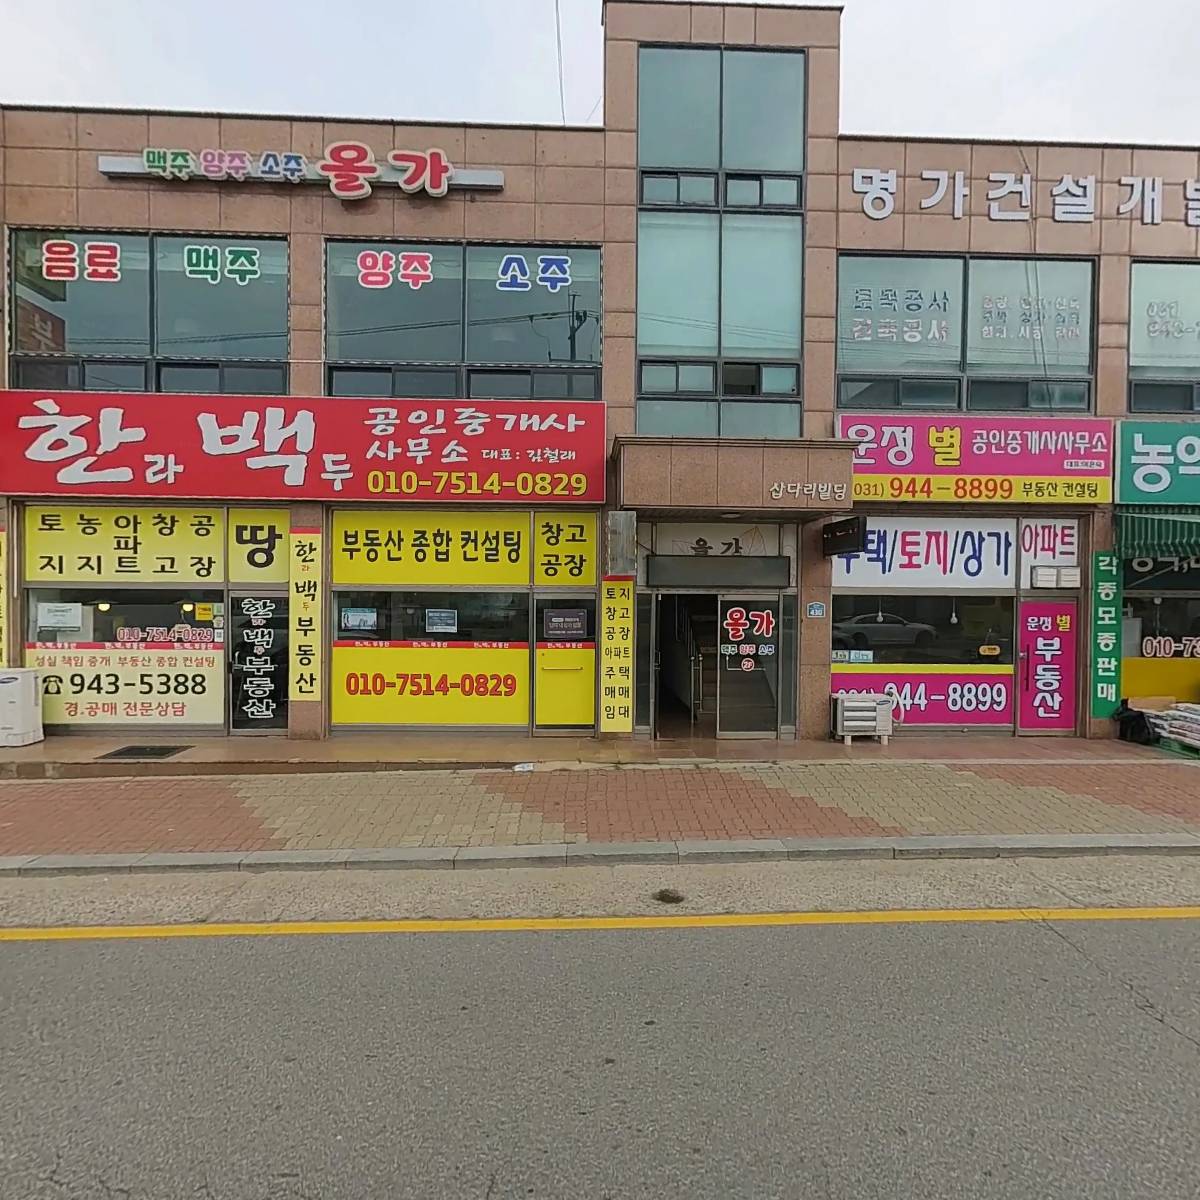 맥주 양주 소주 올가
명가건설개발
음료 맥주 양주 소주
토목공사
건축공사
031
한라백두 공인중개사
사무소 대표 : 김철래
010-7514-0829
삽다리빌딩
운정 별 공인중개사사무소
031) 944-8899 부동산 컨설팅
농약
토지 농지 아파트 창고 공장
땅
한라백두부동산
부동산 종합 컨설팅
창고
공장
올가
주택/토지/상가
아파트
010-7514-0829
성실 책임 중개 부동산 종합 컨설팅
☎943-5388
경.공매 전문상담
한라백두부동산
010-7514-0829
토지
창고
공장
아파트
주택
매매
임대
올가
맥주 양주 소주
2F
430
944-8899
운정 별
부동산
각종모종판매